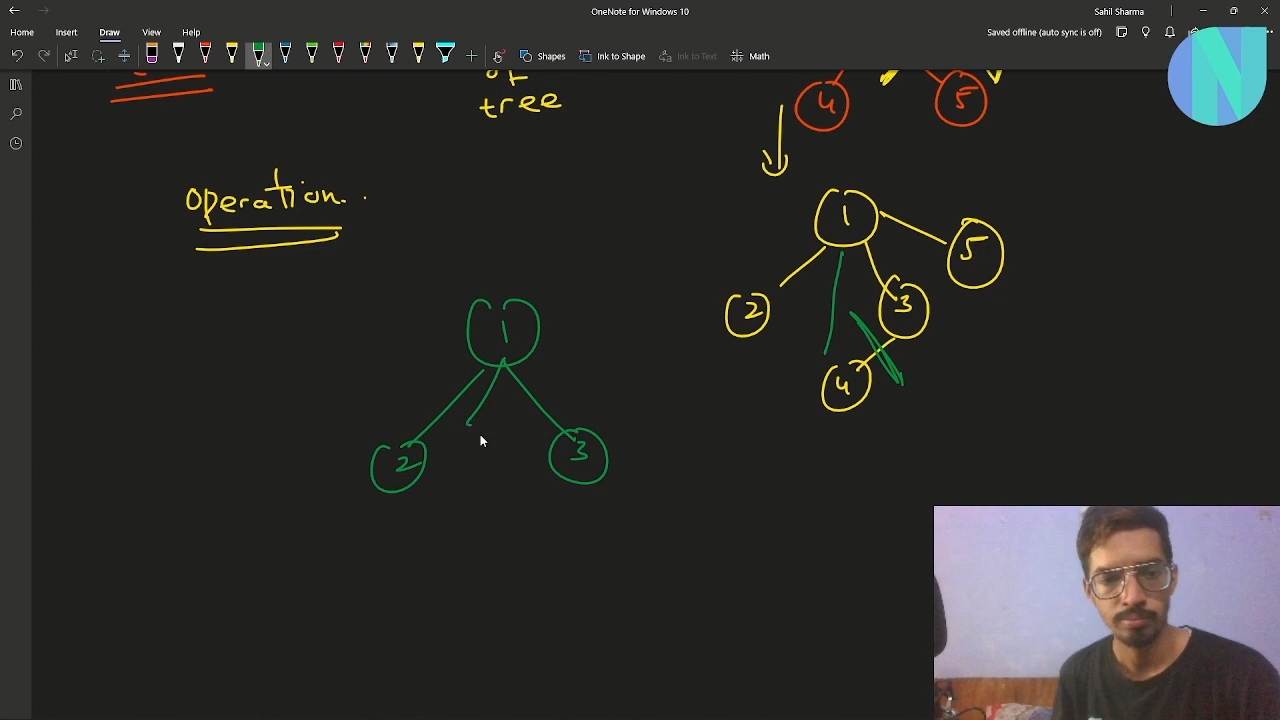 OneNote for Windows 10
Sahil Sharma
Home Insert Draw View Help
Saved offline (auto sync is off)
Shapes Ink to Shape Ink to Text Math
of
tree
4 5
operation..
1
5
2 3
4
1
2 3
N